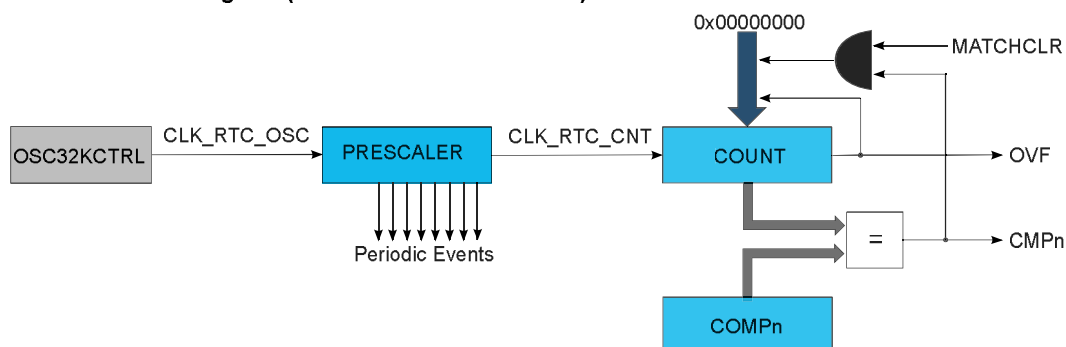 0x00000000
MATCHCLR
OSC32KCTRL
CLK_RTC_OSC
PRESCALER
CLK_RTC_CNT
COUNT
OVF
Periodic Events
=
CMPn
COMPn